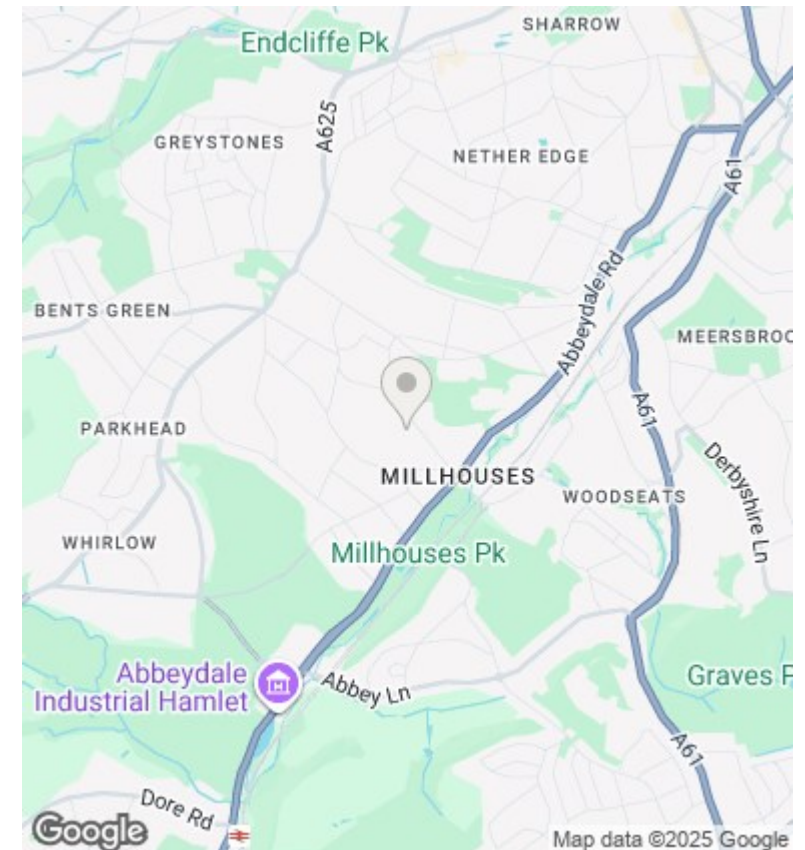 SHARROW
Endcliffe Pk
A625
GREYSTONES
NETHER EDGE
A61
Abbeydale Rd
BENTS GREEN
MEERSBROO
A61
PARKHEAD
Derbyshire Ln
MILLHOUSES
WOODSEATS
WHIRLOW
Millhouses Pk
Abbeydale
Industrial Hamlet
Abbey Ln
Graves P
A61
Dore Rd
Google
Map data ©2025 Google